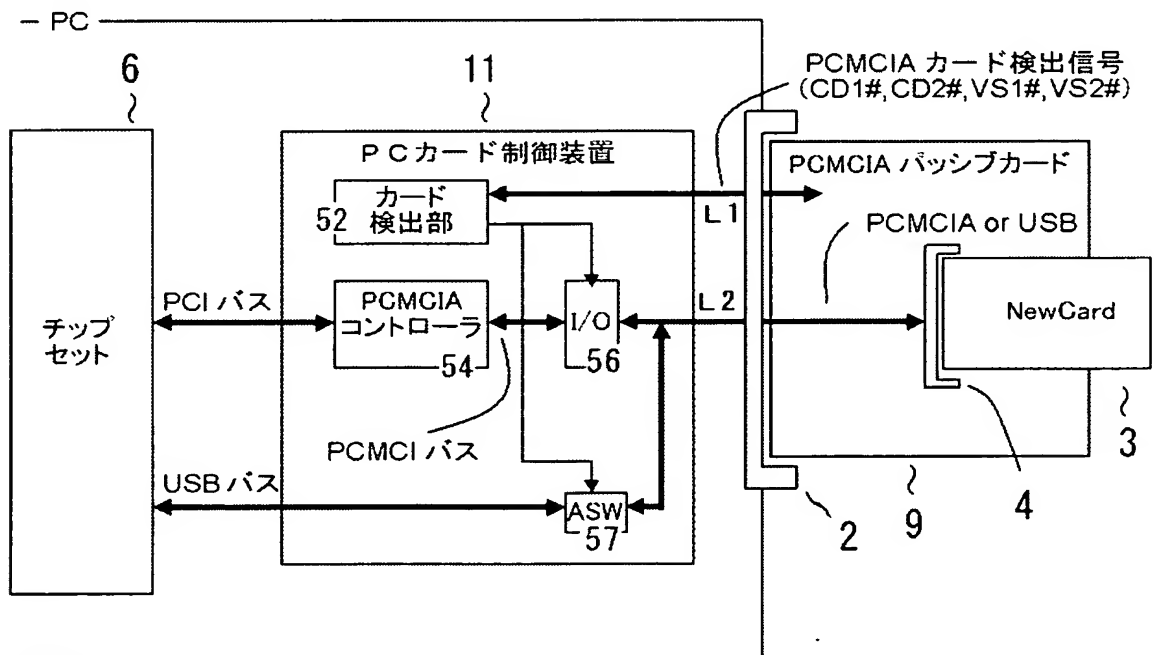 PC
6
11
PCMCIA カード検出信号
(CD1#,CD2#,VS1#,VS2#)
PCカード制御装置
PCMCIA パッシブカード
カード
検出部
52
L1
PCMCIA or USB
PCI バス
PCMCIA
コントローラ
54
I/O
56
L2
NewCard
チップ
セット
PCMCI バス
USB バス
ASW
57
2
9
4
3